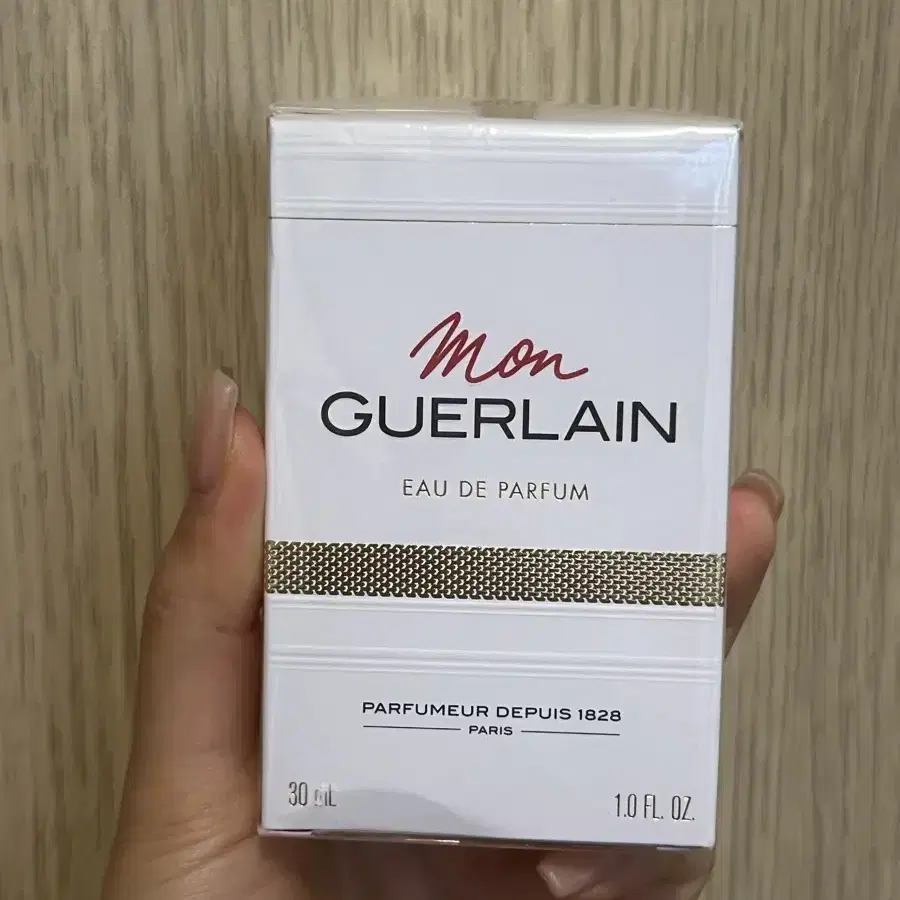 Mon
GUERLAIN
EAU DE PARFUM
PARFUMEUR DEPUIS 1828
PARIS
30 mL
1.0 FL. OZ.